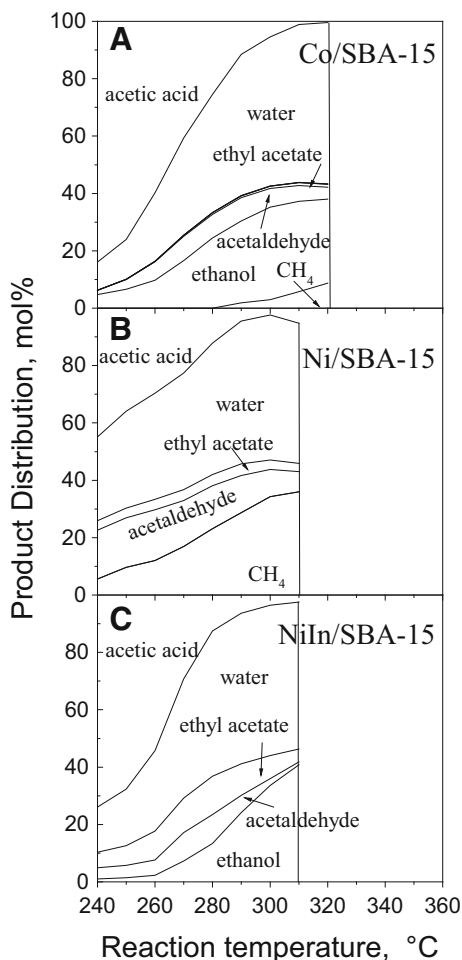 Product Distribution, mol%
A
Co/SBA-15
100
80
60
40
20
0
acetic acid
water
ethyl acetate
acetaldehyde
ethanol
CH₄
B
Ni/SBA-15
80
60
40
20
0
acetic acid
water
ethyl acetate
acetaldehyde
CH₄
C
NiIn/SBA-15
80
60
40
20
0
acetic acid
water
ethyl acetate
acetaldehyde
ethanol
240 260 280 300 320 340 360
Reaction temperature, °C